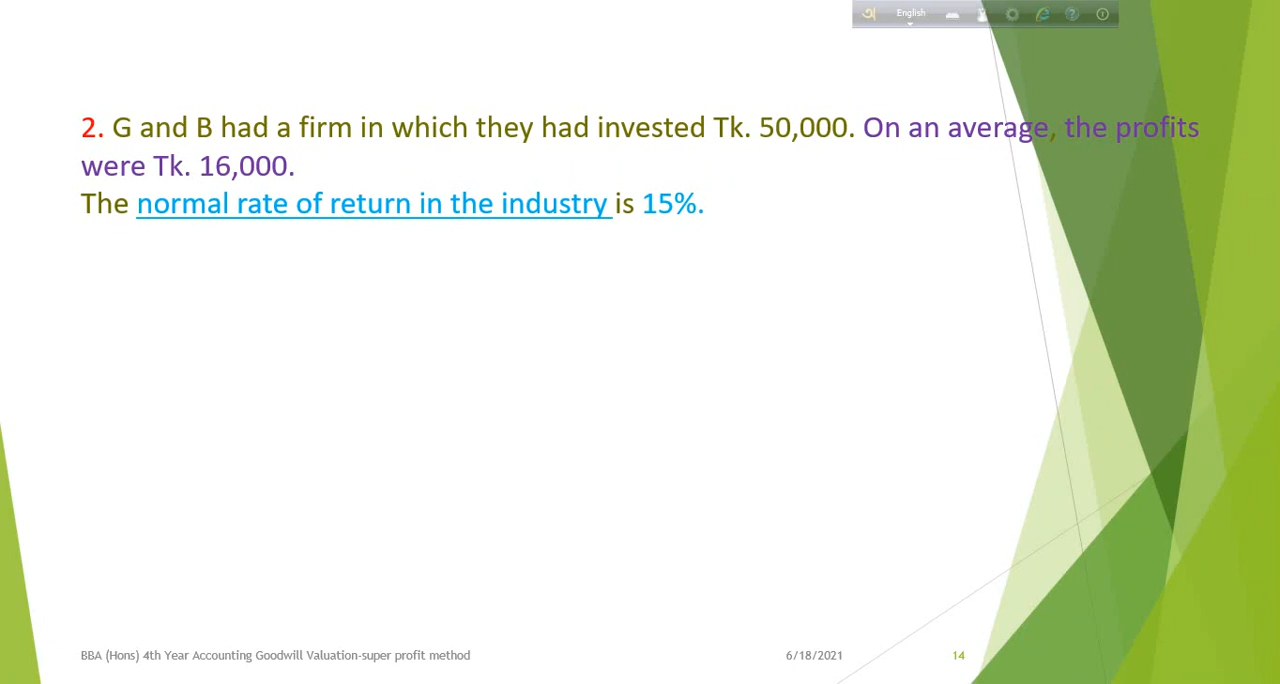 অ English
2. G and B had a firm in which they had invested Tk. 50,000. On an average, the profits
were Tk. 16,000.
The normal rate of return in the industry is 15%.
BBA (Hons) 4th Year Accounting Goodwill Valuation-super profit method 6/18/2021 14